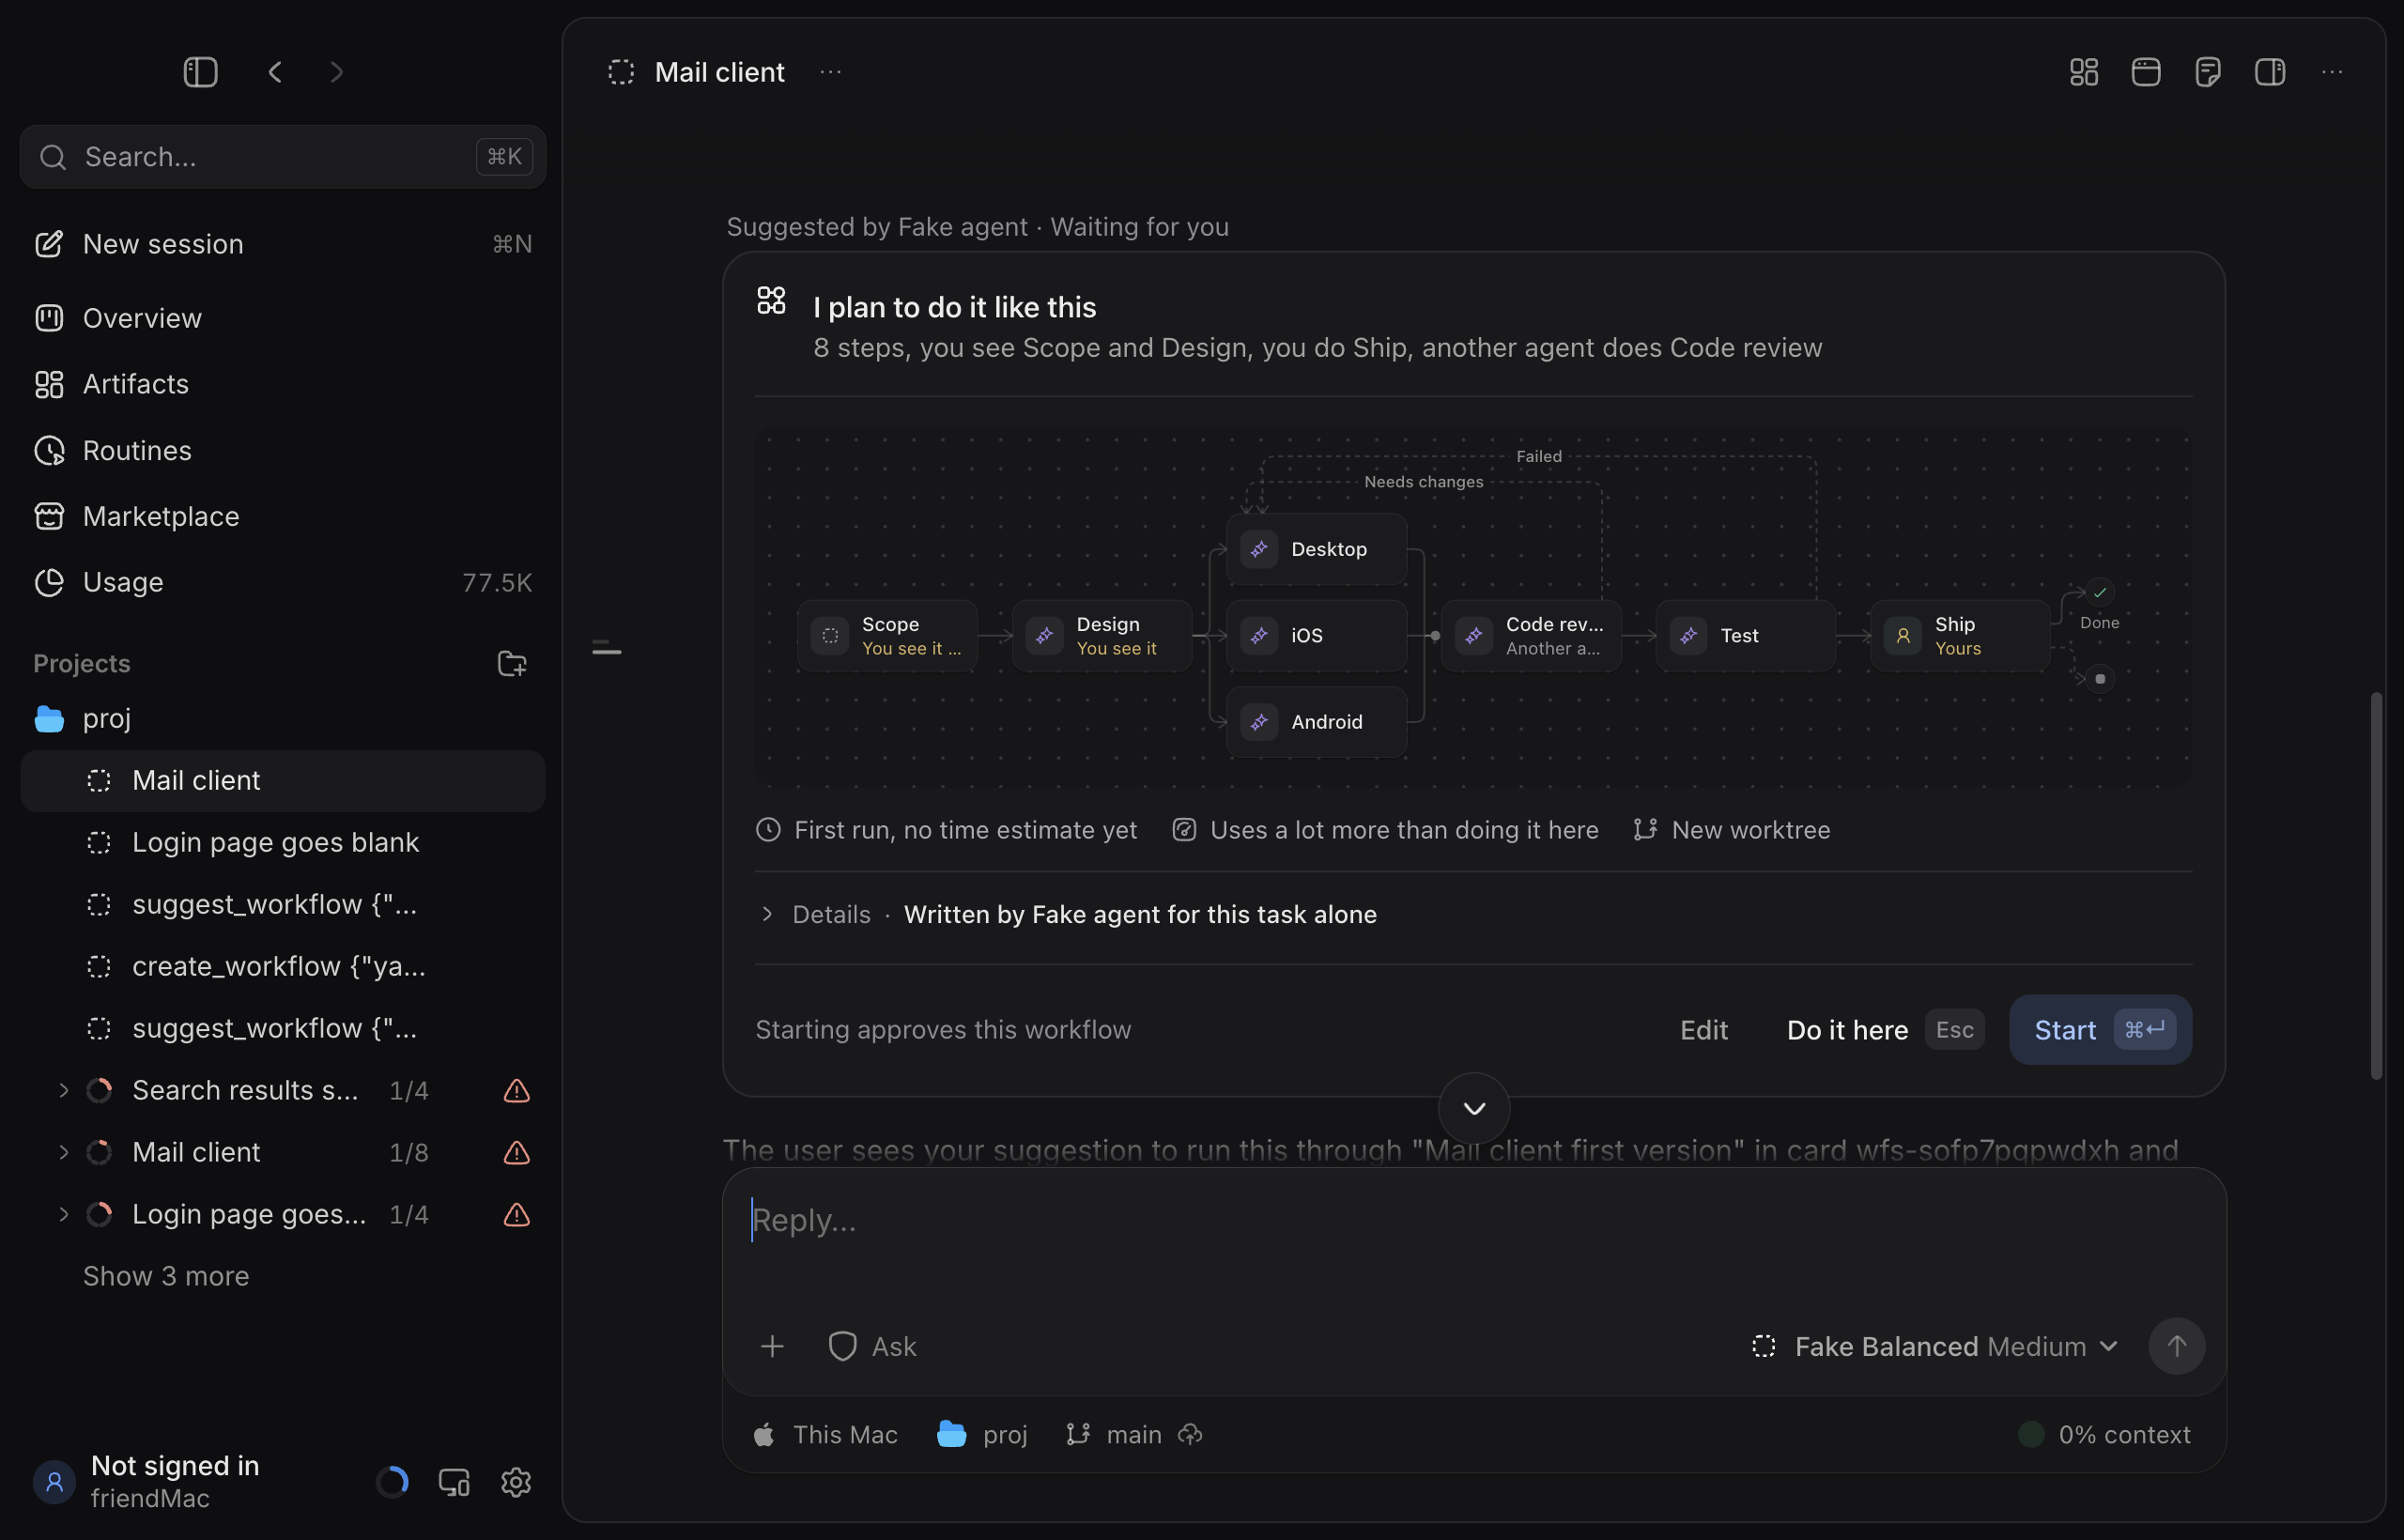 Search...
⌘K
New session
⌘N
Overview
Artifacts
Routines
Marketplace
Usage
77.5K
Projects
proj
Mail client
Login page goes blank
suggest_workflow {"...
create_workflow {"ya...
suggest_workflow {"...
Search results s...
1/4
Mail client
1/8
Login page goes...
1/4
Show 3 more
Not signed in
friendMac
Mail client
Suggested by Fake agent · Waiting for you
I plan to do it like this
8 steps, you see Scope and Design, you do Ship, another agent does Code review
Failed
Needs changes
Desktop
Scope
You see it ...
Design
You see it
iOS
Code rev...
Another a...
Test
Ship
Yours
Done
Android
First run, no time estimate yet
Uses a lot more than doing it here
New worktree
Details · Written by Fake agent for this task alone
Starting approves this workflow
Edit
Do it here
Esc
Start
⌘↵
The user sees your suggestion to run this through "Mail client first version" in card wfs-sofp7pqpwdxh and
Reply...
Ask
Fake Balanced Medium
This Mac
proj
main
0% context